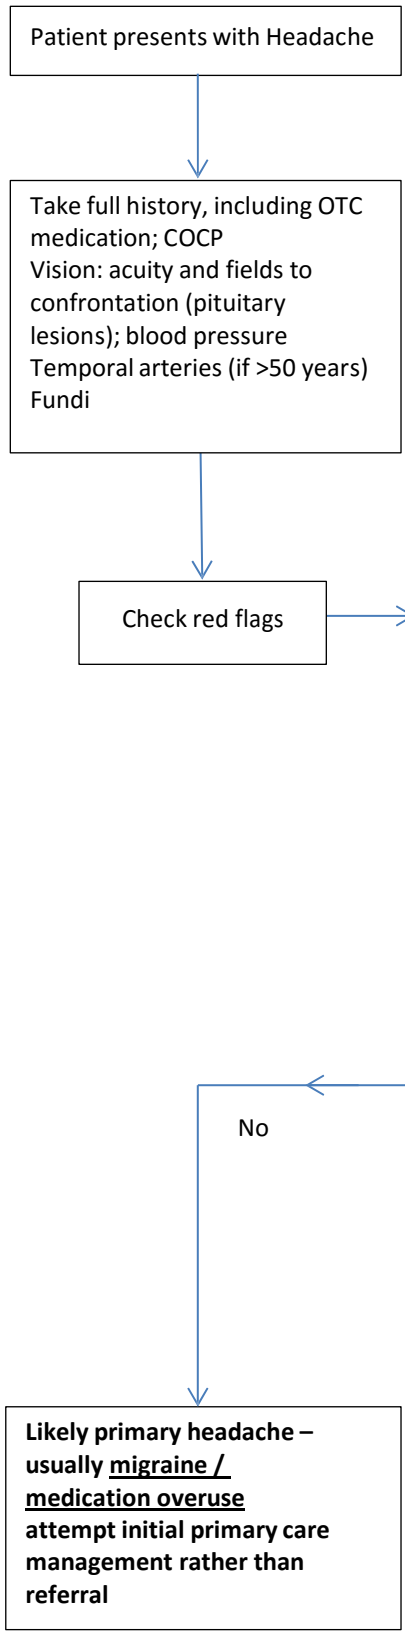 Patient presents with Headache
Take full history, including OTC
medication; COCP
Vision: acuity and fields to
confrontation (pituitary
lesions); blood pressure
Temporal arteries (if >50 years)
Fundi
Check red flags
No
Likely primary headache –
usually migraine /
medication overuse
attempt initial primary care
management rather than
referral